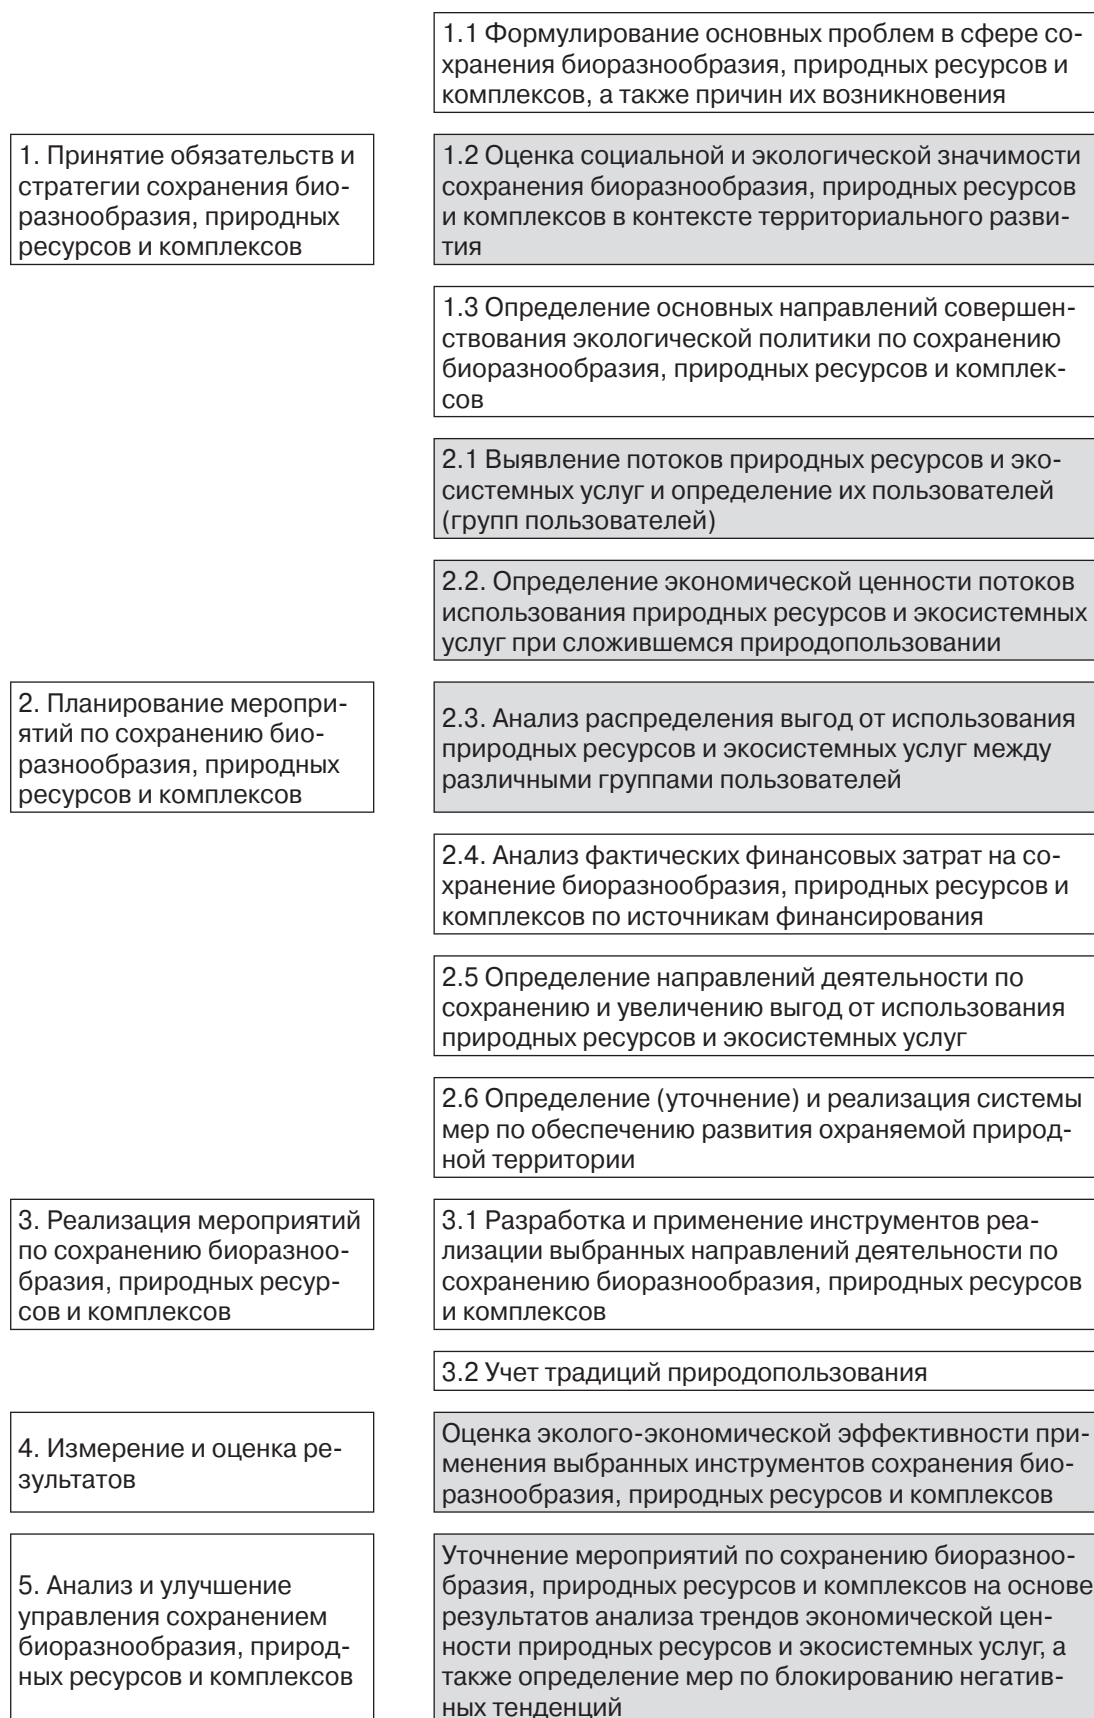 1.1 Формулирование основных проблем в сфере со-
хранения биоразнообразия, природных ресурсов и
комплексов, а также причин их возникновения
1. Принятие обязательств и
стратегии сохранения био-
разнообразия, природных
ресурсов и комплексов
1.2 Оценка социальной и экологической значимости
сохранения биоразнообразия, природных ресурсов
и комплексов в контексте территориального разви-
тия
1.3 Определение основных направлений совершен-
ствования экологической политики по сохранению
биоразнообразия, природных ресурсов и комплек-
сов
2.1 Выявление потоков природных ресурсов и эко-
системных услуг и определение их пользователей
(групп пользователей)
2.2. Определение экономической ценности потоков
использования природных ресурсов и экосистемных
услуг при сложившемся природопользовании
2. Планирование меропри-
ятий по сохранению био-
разнообразия, природных
ресурсов и комплексов
2.3. Анализ распределения выгод от использования
природных ресурсов и экосистемных услуг между
различными группами пользователей
2.4. Анализ фактических финансовых затрат на со-
хранение биоразнообразия, природных ресурсов и
комплексов по источникам финансирования
2.5 Определение направлений деятельности по
сохранению и увеличению выгод от использования
природных ресурсов и экосистемных услуг
2.6 Определение (уточнение) и реализация системы
мер по обеспечению развития охраняемой природ-
ной территории
3. Реализация мероприятий
по сохранению биоразноо-
бразия, природных ресур-
сов и комплексов
3.1 Разработка и применение инструментов реа-
лизации выбранных направлений деятельности по
сохранению биоразнообразия, природных ресурсов
и комплексов
3.2 Учет традиций природопользования
4. Измерение и оценка ре-
зультатов
Оценка эколого-экономической эффективности при-
менения выбранных инструментов сохранения био-
разнообразия, природных ресурсов и комплексов
5. Анализ и улучшение
управления сохранением
биоразнообразия, природ-
ных ресурсов и комплексов
Уточнение мероприятий по сохранению биоразноо-
бразия, природных ресурсов и комплексов на основе
результатов анализа трендов экономической цен-
ности природных ресурсов и экосистемных услуг, а
также определение мер по блокированию негатив-
ных тенденций